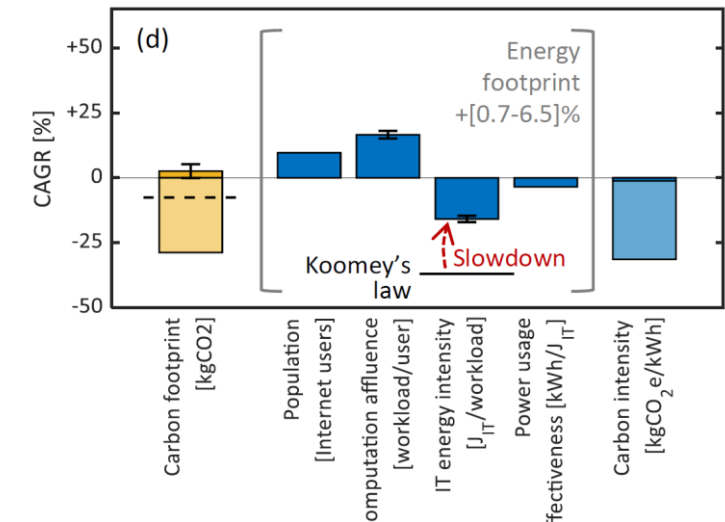 (d)
Energy
footprint
+[0.7-6.5]%
CAGR [%]
+50
+25
0
-25
-50
Koomey's
law
Slowdown
Carbon footprint
[kgCO2]
Population
[Internet users]
omputation affluence
[workload/user]
IT energy intensity
[J_IT/workload]
Power usage
ffectiveness [kWh/J_IT]
Carbon intensity
[kgCO_2 e/kWh]